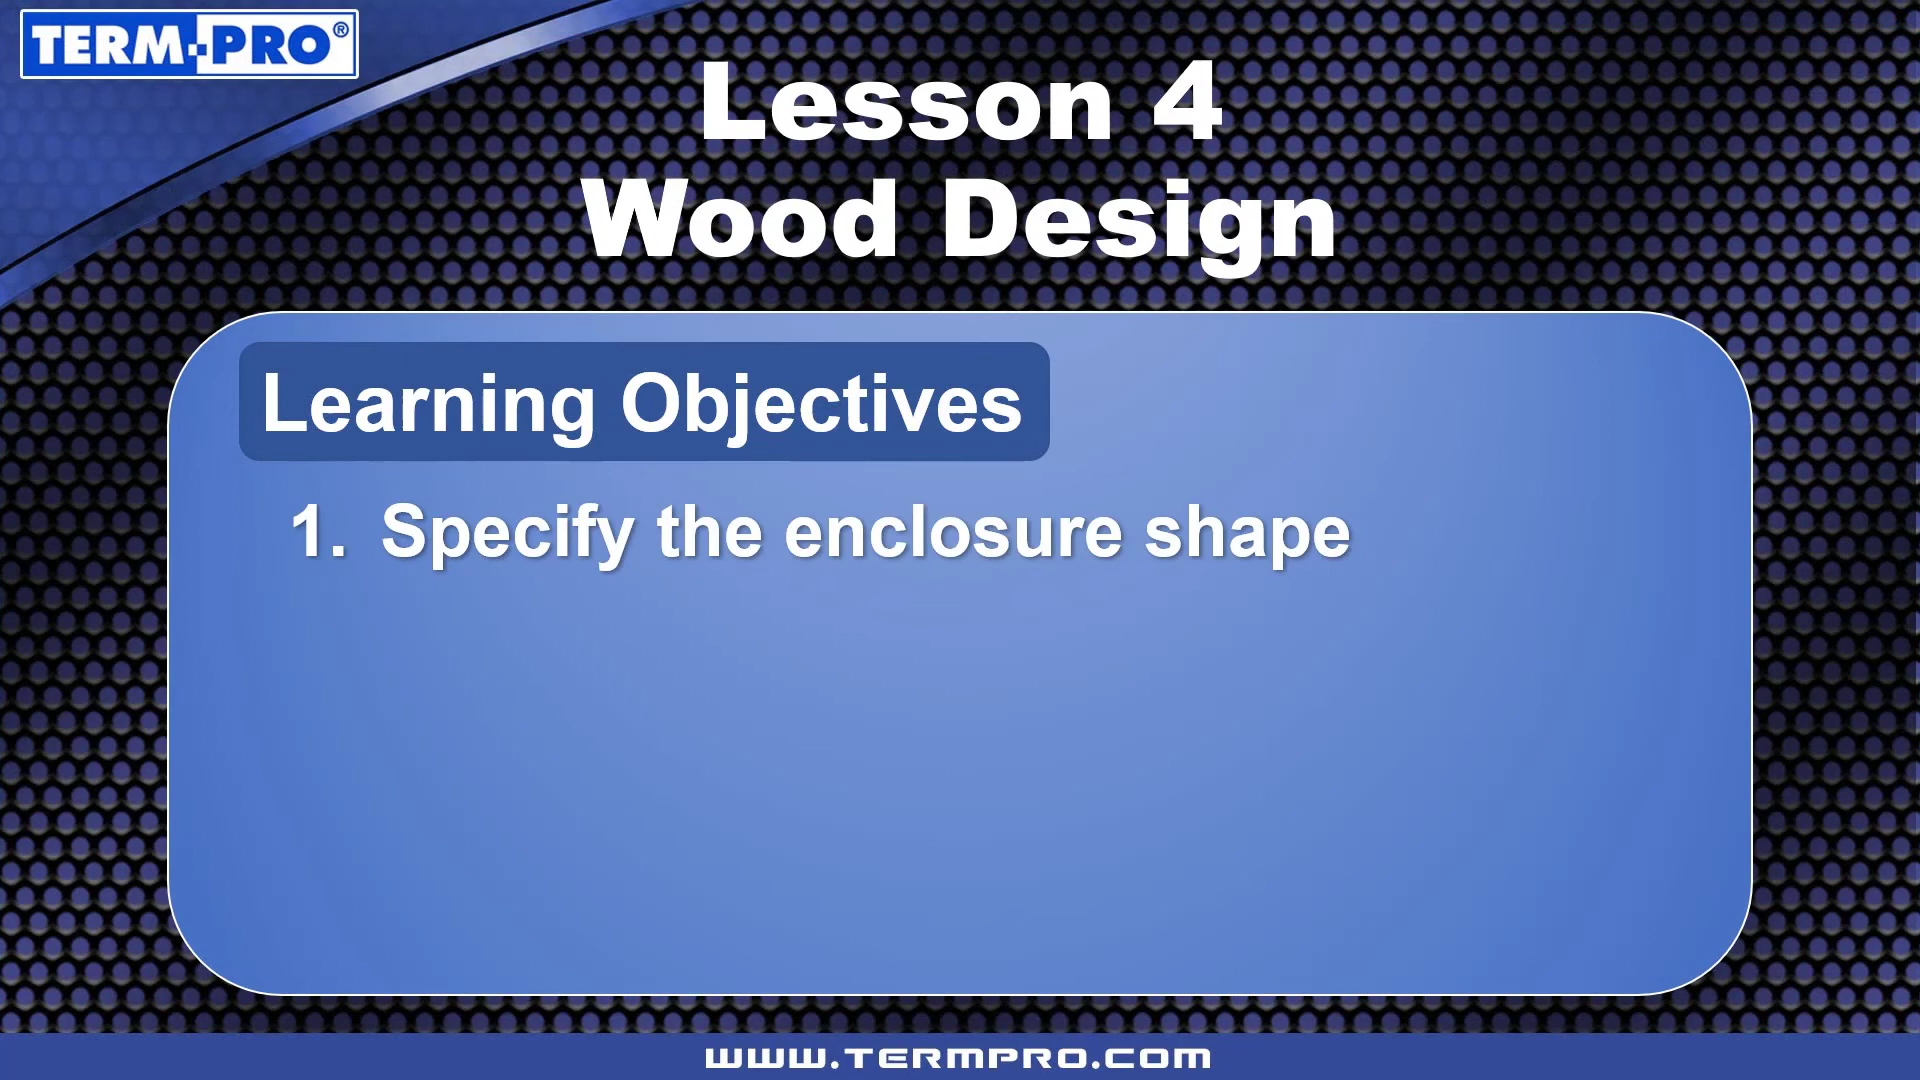 TERM-PRO®
Lesson 4
Wood Design
Learning Objectives
1. Specify the enclosure shape
WWW.TERMPRO.COM